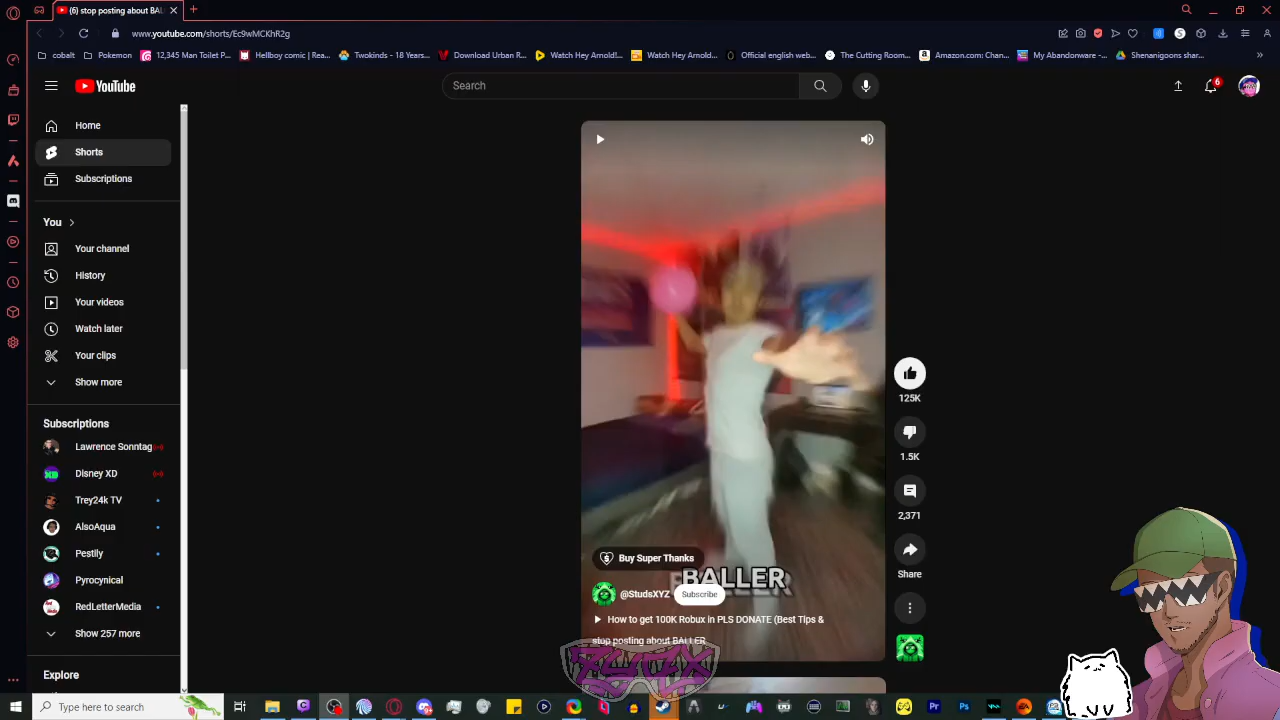 (6) stop posting about BAL
www.youtube.com/shorts/Ec9wMCKhR2g
cobalt
Pokemon
12,345 Man Toilet P...
Hellboy comic | Rea...
Twokinds - 18 Years...
Download Urban R...
Watch Hey Arnold!...
Watch Hey Arnold!...
Official english web...
The Cutting Room...
Amazon.com: Chan...
My Abandonware -...
Shenanigoons shar...
YouTube
Search
6
Home
Shorts
Subscriptions
You
Your channel
History
Your videos
Watch later
Your clips
Show more
Subscriptions
Lawrence Sonntag
Disney XD
Trey24k TV
AlsoAqua
Pestily
Pyrocynical
RedLetterMedia
Show 257 more
Explore
125K
1.5K
2,371
Share
Buy Super Thanks
BALLER
@StudsXYZ
Subscribe
How to get 100K Robux in PLS DONATE (Best Tips &
stop posting about BALLER
Type here to search